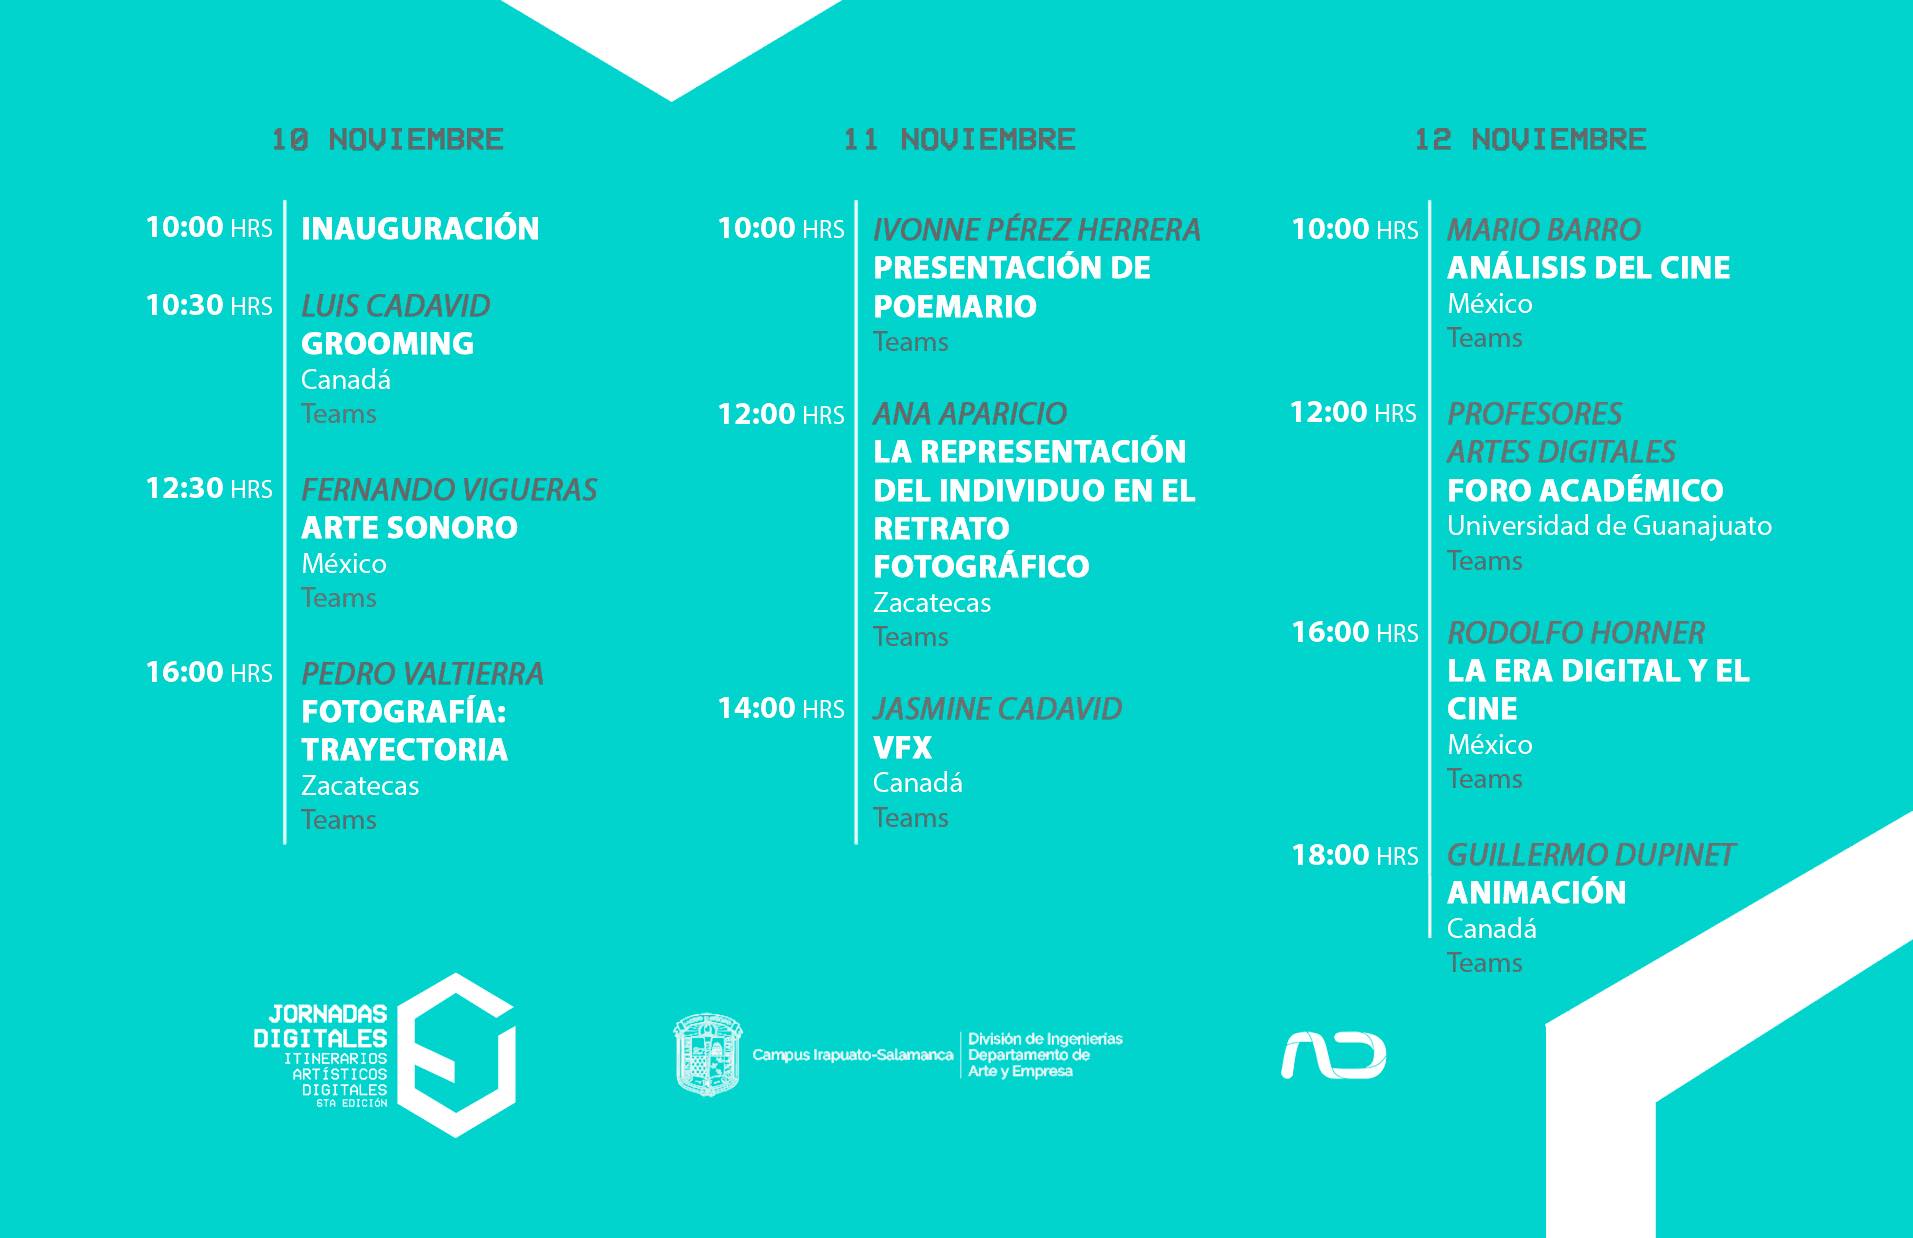 10 NOVIEMBRE
10:00 HRS INAUGURACIÓN
10:30 HRS LUIS CADAVID
GROOMING
Canadá
Teams
12:30 HRS FERNANDO VIGUERAS
ARTE SONORO
México
Teams
16:00 HRS PEDRO VALTIERRA
FOTOGRAFÍA:
TRAYECTORIA
Zacatecas
Teams
11 NOVIEMBRE
10:00 HRS IVONNE PÉREZ HERRERA
PRESENTACIÓN DE
POEMARIO
Teams
12:00 HRS ANA APARICIO
LA REPRESENTACIÓN
DEL INDIVIDUO EN EL
RETRATO
FOTOGRÁFICO
Zacatecas
Teams
14:00 HRS JASMINE CADAVID
VFX
Canadá
Teams
12 NOVIEMBRE
10:00 HRS MARIO BARRO
ANÁLISIS DEL CINE
México
Teams
12:00 HRS PROFESORES
ARTES DIGITALES
FORO ACADÉMICO
Universidad de Guanajuato
Teams
16:00 HRS RODOLFO HORNER
LA ERA DIGITAL Y EL
CINE
México
Teams
18:00 HRS GUILLERMO DUPINET
ANIMACIÓN
Canadá
Teams
JORNADAS
DIGITALES
ITINERARIOS
ARTÍSTICOS
DIGITALES
6TA EDICIÓN
Campus Irapuato-Salamanca
División de Ingenierías
Departamento de
Arte y Empresa